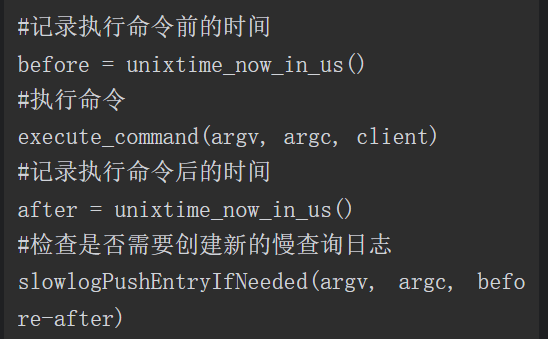 #记录执行命令前的时间
before = unixtime_now_in_us()
#执行命令
execute_command(argv, argc, client)
#记录执行命令后的时间
after = unixtime_now_in_us()
#检查是否需要创建新的慢查询日志
slowlogPushEntryIfNeeded(argv, argc, befo
re-after)